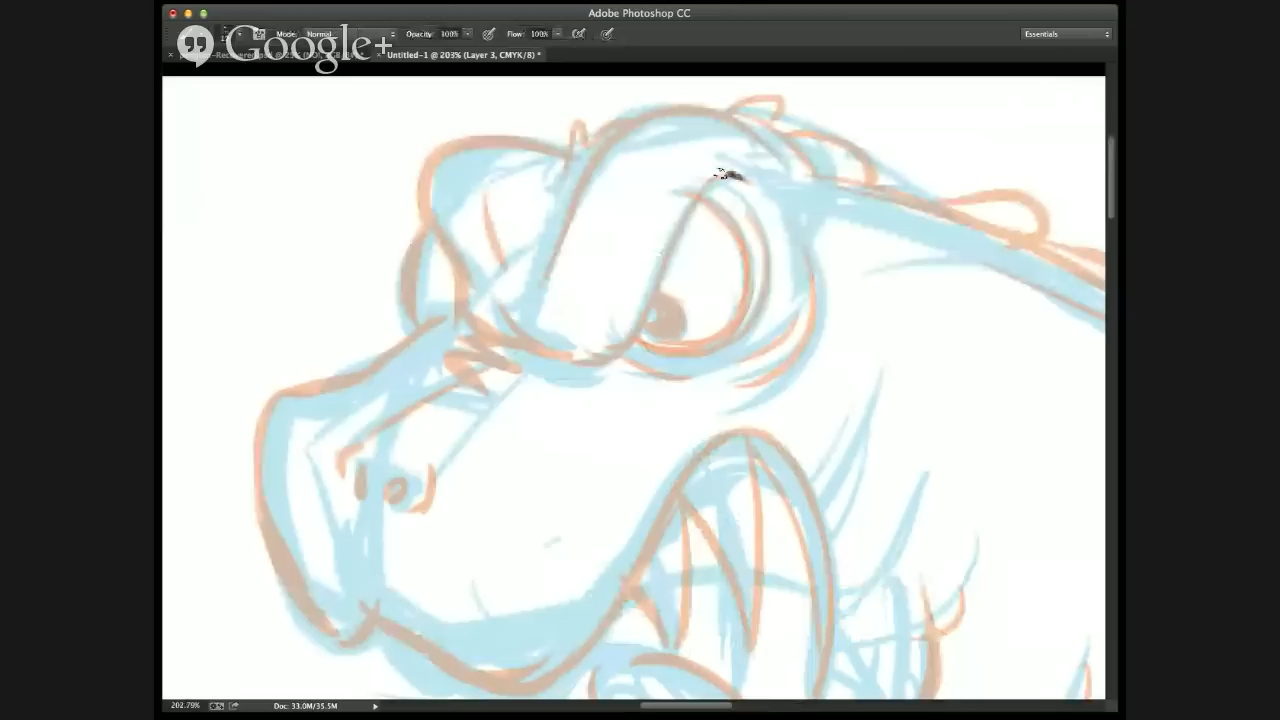 Adobe Photoshop CC
Google+
Mode: Normal Opacity: 100% Flow: 100% Essentials
Untitled-1 @ 203% (Layer 3, CMYK/8) *
202.79% Doc: 33.0M/35.5M